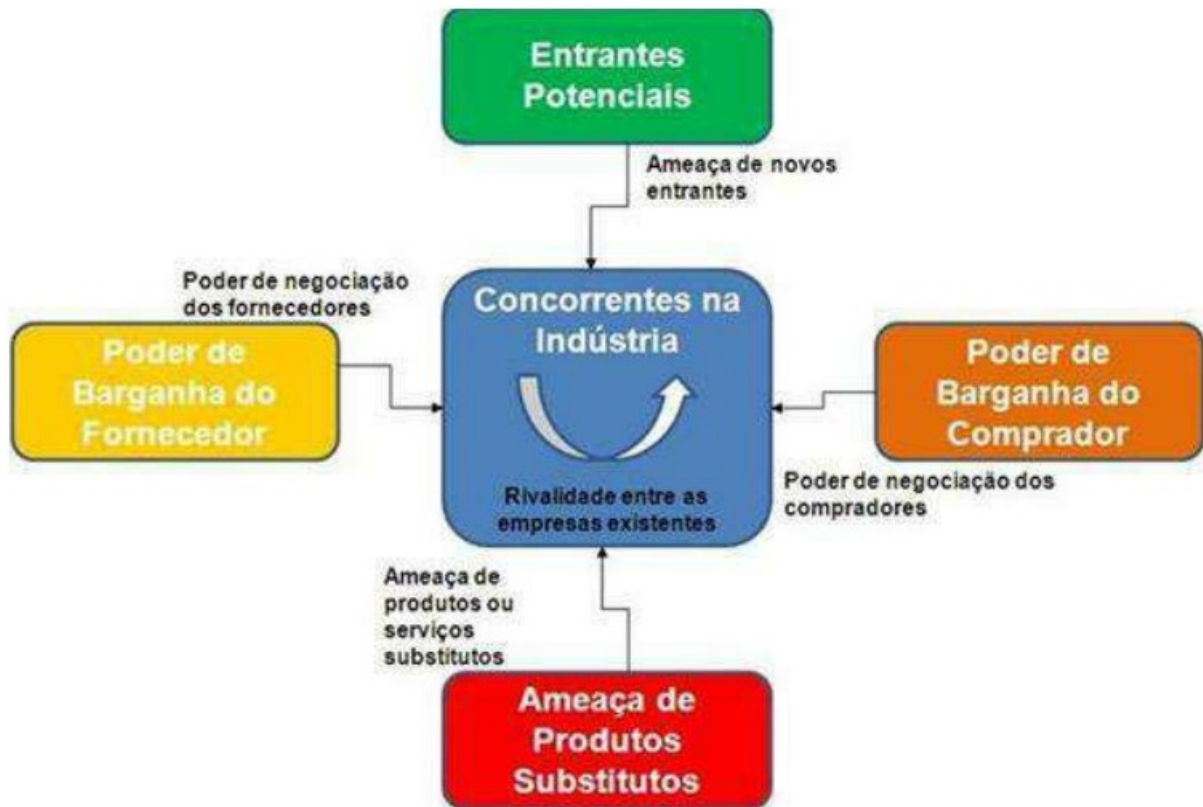 Entrantes
Potenciais
Ameaça de novos
entrantes
Poder de negociação
dos fornecedores
Poder de
Barganha do
Fornecedor
Concorrentes na
Indústria
Rivalidade entre as
empresas existentes
Poder de
Barganha do
Comprador
Poder de negociação dos
compradores
Ameaça de
produtos ou
serviços
substitutos
Ameaça de
Produtos
Substitutos